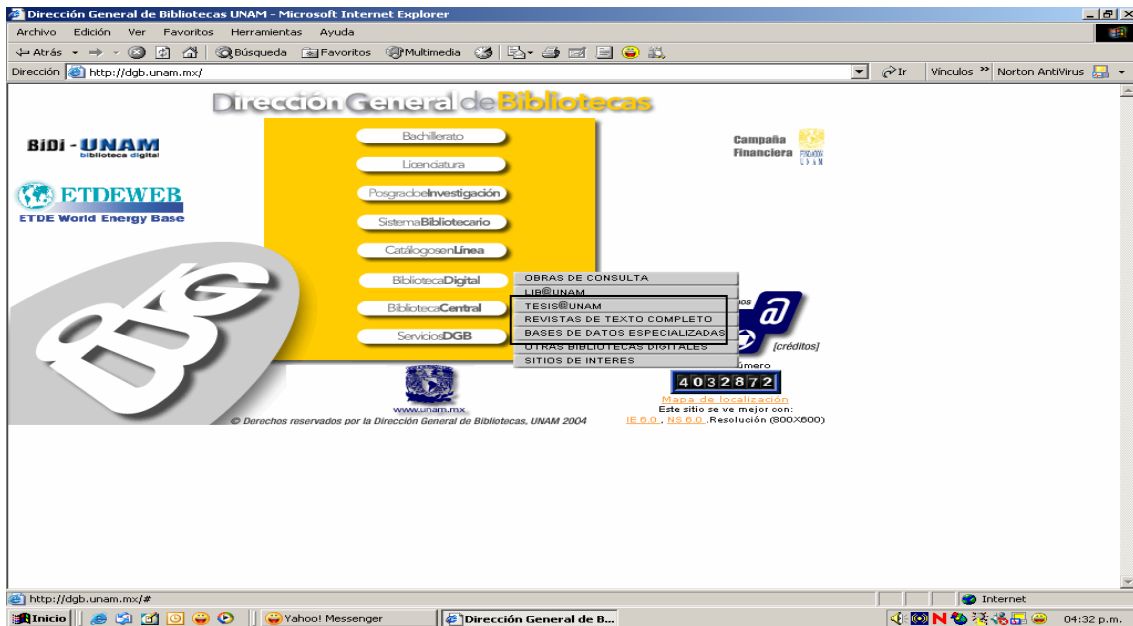 Dirección General de Bibliotecas UNAM - Microsoft Internet Explorer
Archivo Edición Ver Favoritos Herramientas Ayuda
Atrás Búsqueda Favoritos Multimedia
Dirección http://dgb.unam.mx/ Ir Vínculos » Norton AntiVirus
Dirección General de Bibliotecas
BiDi - UNAM
biblioteca digital
ETDEWEB
ETDE World Energy Base
Campaña
Financiera
FUNDACIÓN
UNAM
Bachillerato
Licenciatura
PosgradoeInvestigación
SistemaBibliotecario
CatálogosenLínea
BibliotecaDigital
BibliotecaCentral
ServiciosDGB
OBRAS DE CONSULTA
LIB@UNAM
TESIS@UNAM
REVISTAS DE TEXTO COMPLETO
BASES DE DATOS ESPECIALIZADAS
OTRAS BIBLIOTECAS DIGITALES
SITIOS DE INTERES
DGB
@
[créditos]
4032872
Mapa de localización
Este sitio se ve mejor con:
IE 6.0 , NS 6.0 .Resolución (800X600)
www.unam.mx
© Derechos reservados por la Dirección General de Bibliotecas, UNAM 2004
http://dgb.unam.mx/# Internet
Inicio Yahoo! Messenger Dirección General de B... 04:32 p.m.